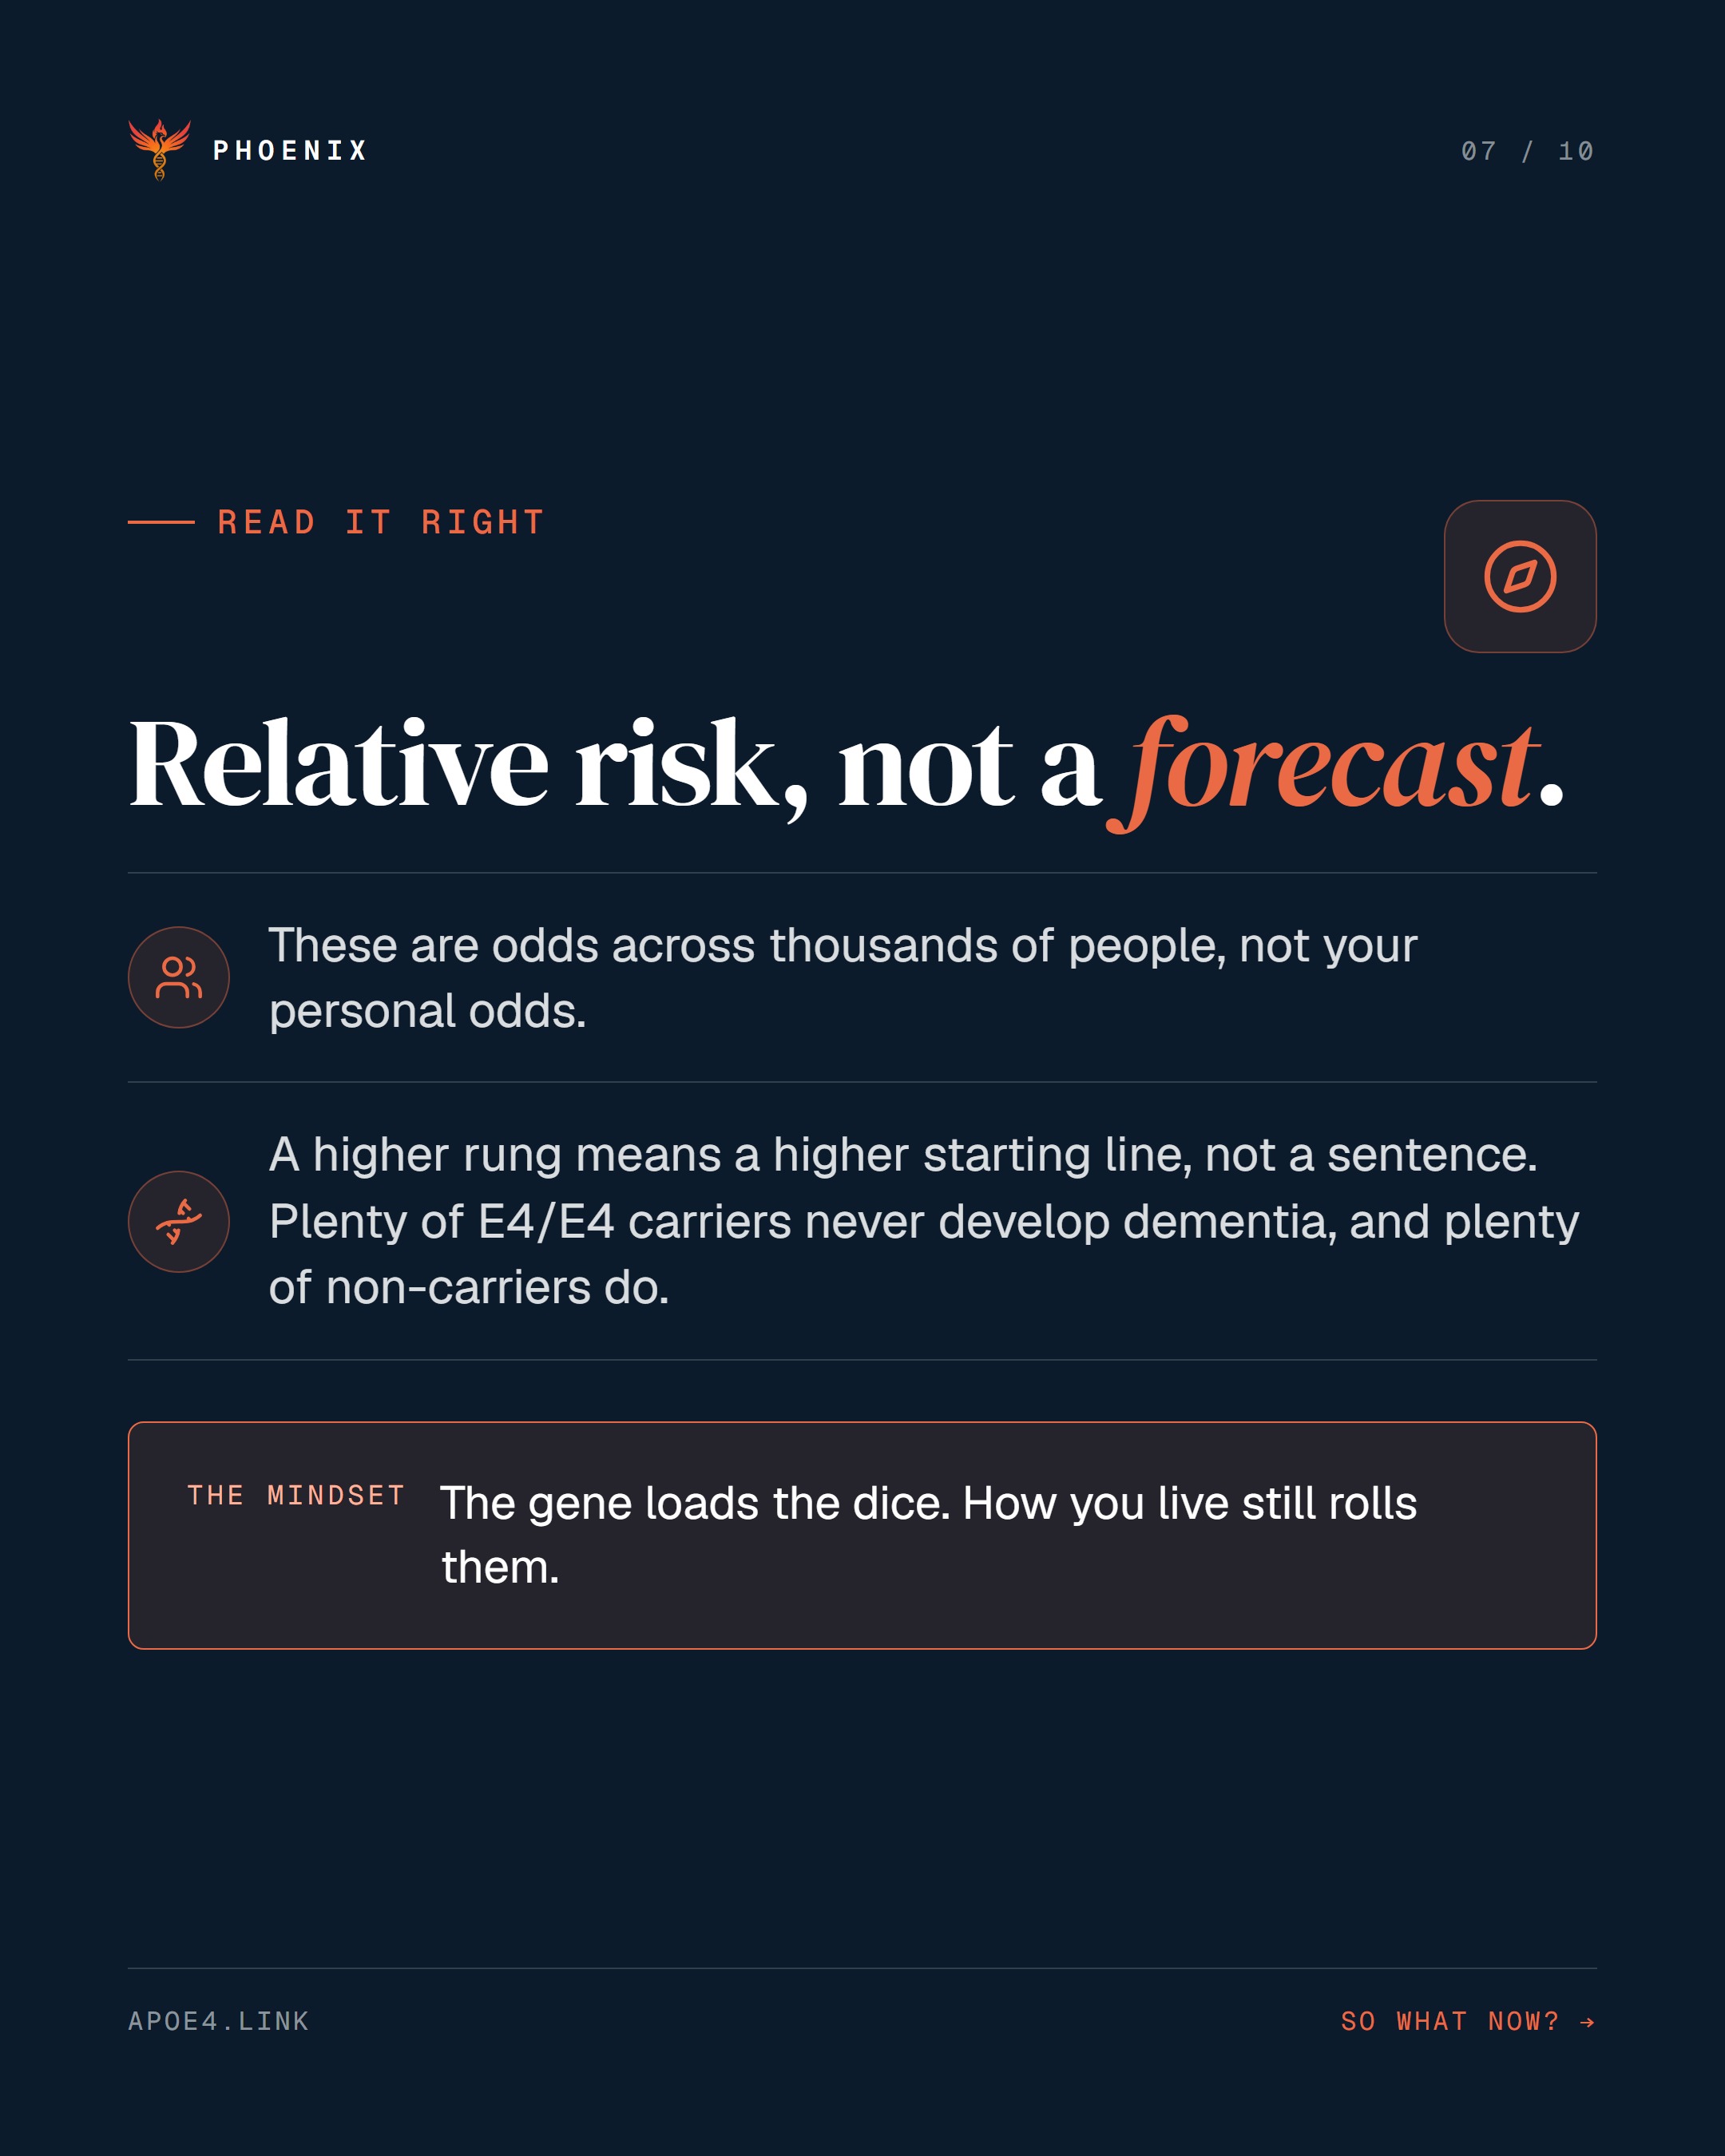 PHOENIX
07 / 10
READ IT RIGHT
Relative risk, not a forecast.
These are odds across thousands of people, not your
personal odds.
A higher rung means a higher starting line, not a sentence.
Plenty of E4/E4 carriers never develop dementia, and plenty
of non-carriers do.
THE MINDSET
The gene loads the dice. How you live still rolls
them.
APOE4.LINK
SO WHAT NOW? →